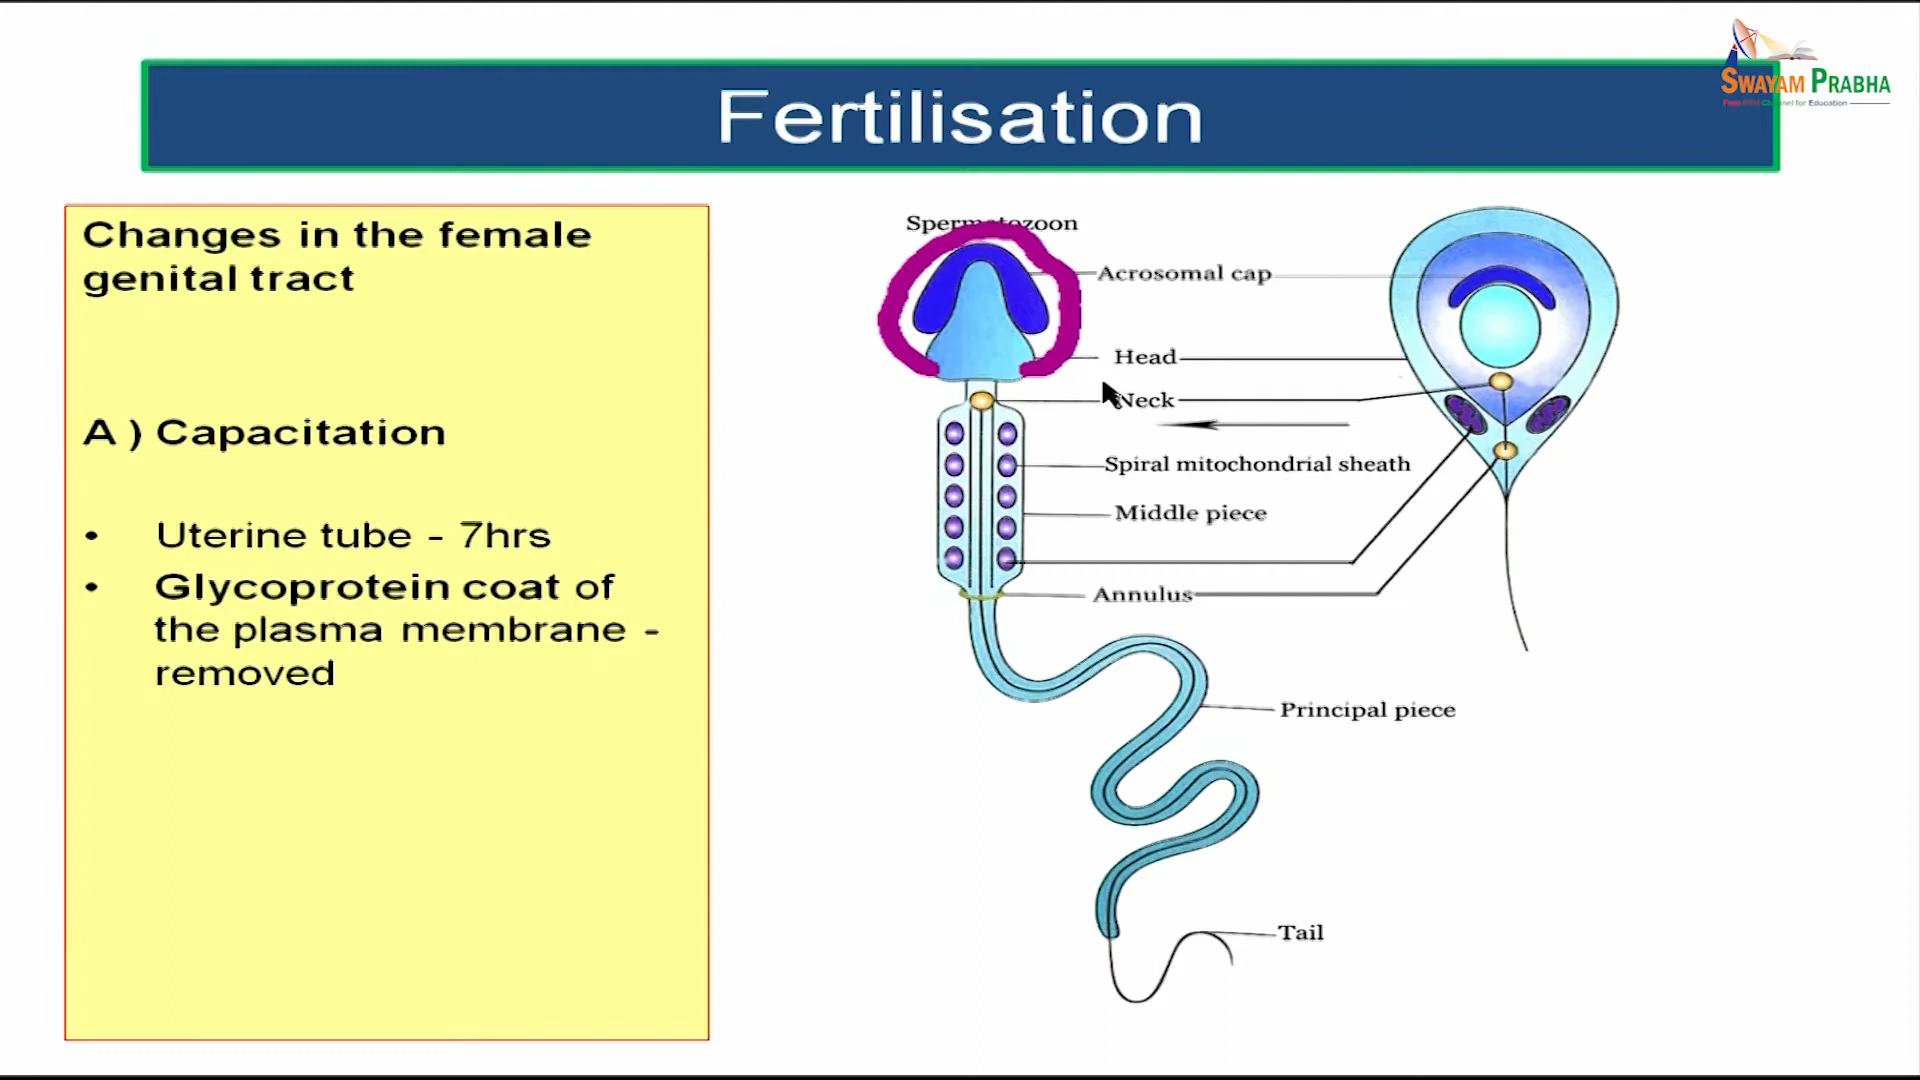 SWAYAM PRABHA
Fertilisation
Changes in the female
genital tract
A ) Capacitation
• Uterine tube - 7hrs
• Glycoprotein coat of
the plasma membrane -
removed
Spermatozoon
Acrosomal cap
Head
Neck
Spiral mitochondrial sheath
Middle piece
Annulus
Principal piece
Tail